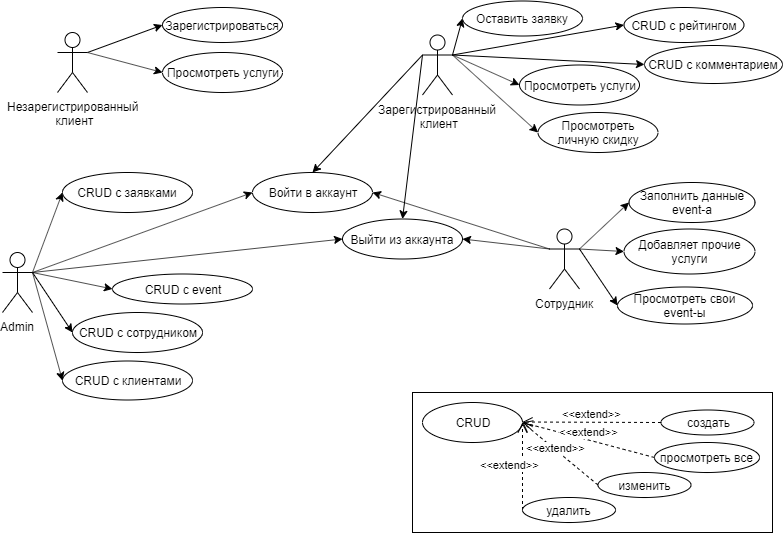 Зарегистрироваться
Просмотреть услуги
Незарегистрированный
клиент
Оставить заявку
CRUD с рейтингом
CRUD с комментарием
Просмотреть услуги
Просмотреть
личную скидку
Зарегистрированный
клиент
CRUD с заявками
Войти в аккаунт
Выйти из аккаунта
Заполнить данные
event-а
Добавляет прочие
услуги
Просмотреть свои
event-ы
Сотрудник
Admin
CRUD с event
CRUD с сотрудником
CRUD с клиентами
CRUD
<<extend>>
создать
<<extend>>
просмотреть все
<<extend>>
изменить
<<extend>>
удалить